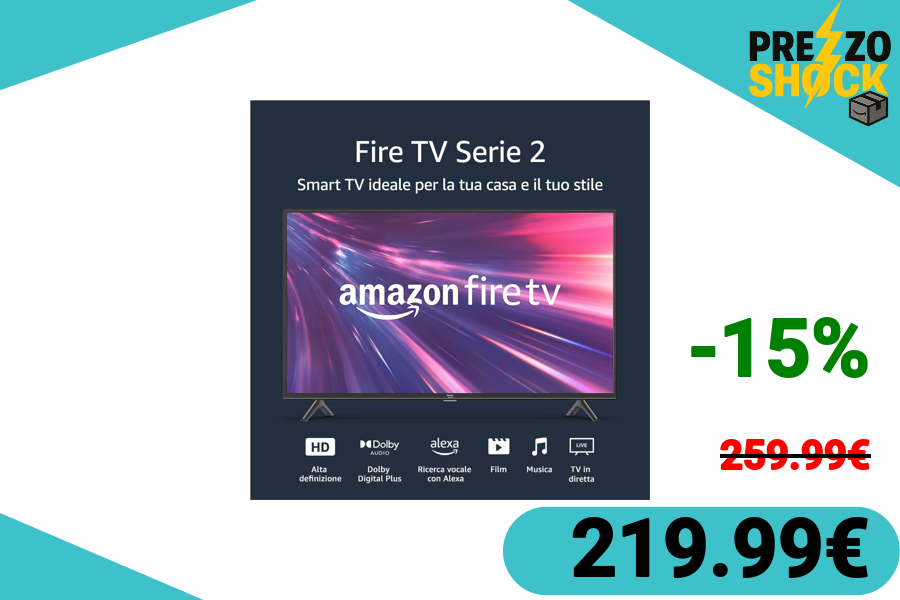 PREZZO
SHOCK
Fire TV Serie 2
Smart TV ideale per la tua casa e il tuo stile
amazon fire tv
HD
Dolby
AUDIO
alexa
LIVE
Alta
definizione
Dolby
Digital Plus
Ricerca vocale
con Alexa
Film
Musica
TV in
diretta
-15%
259.99€
219.99€